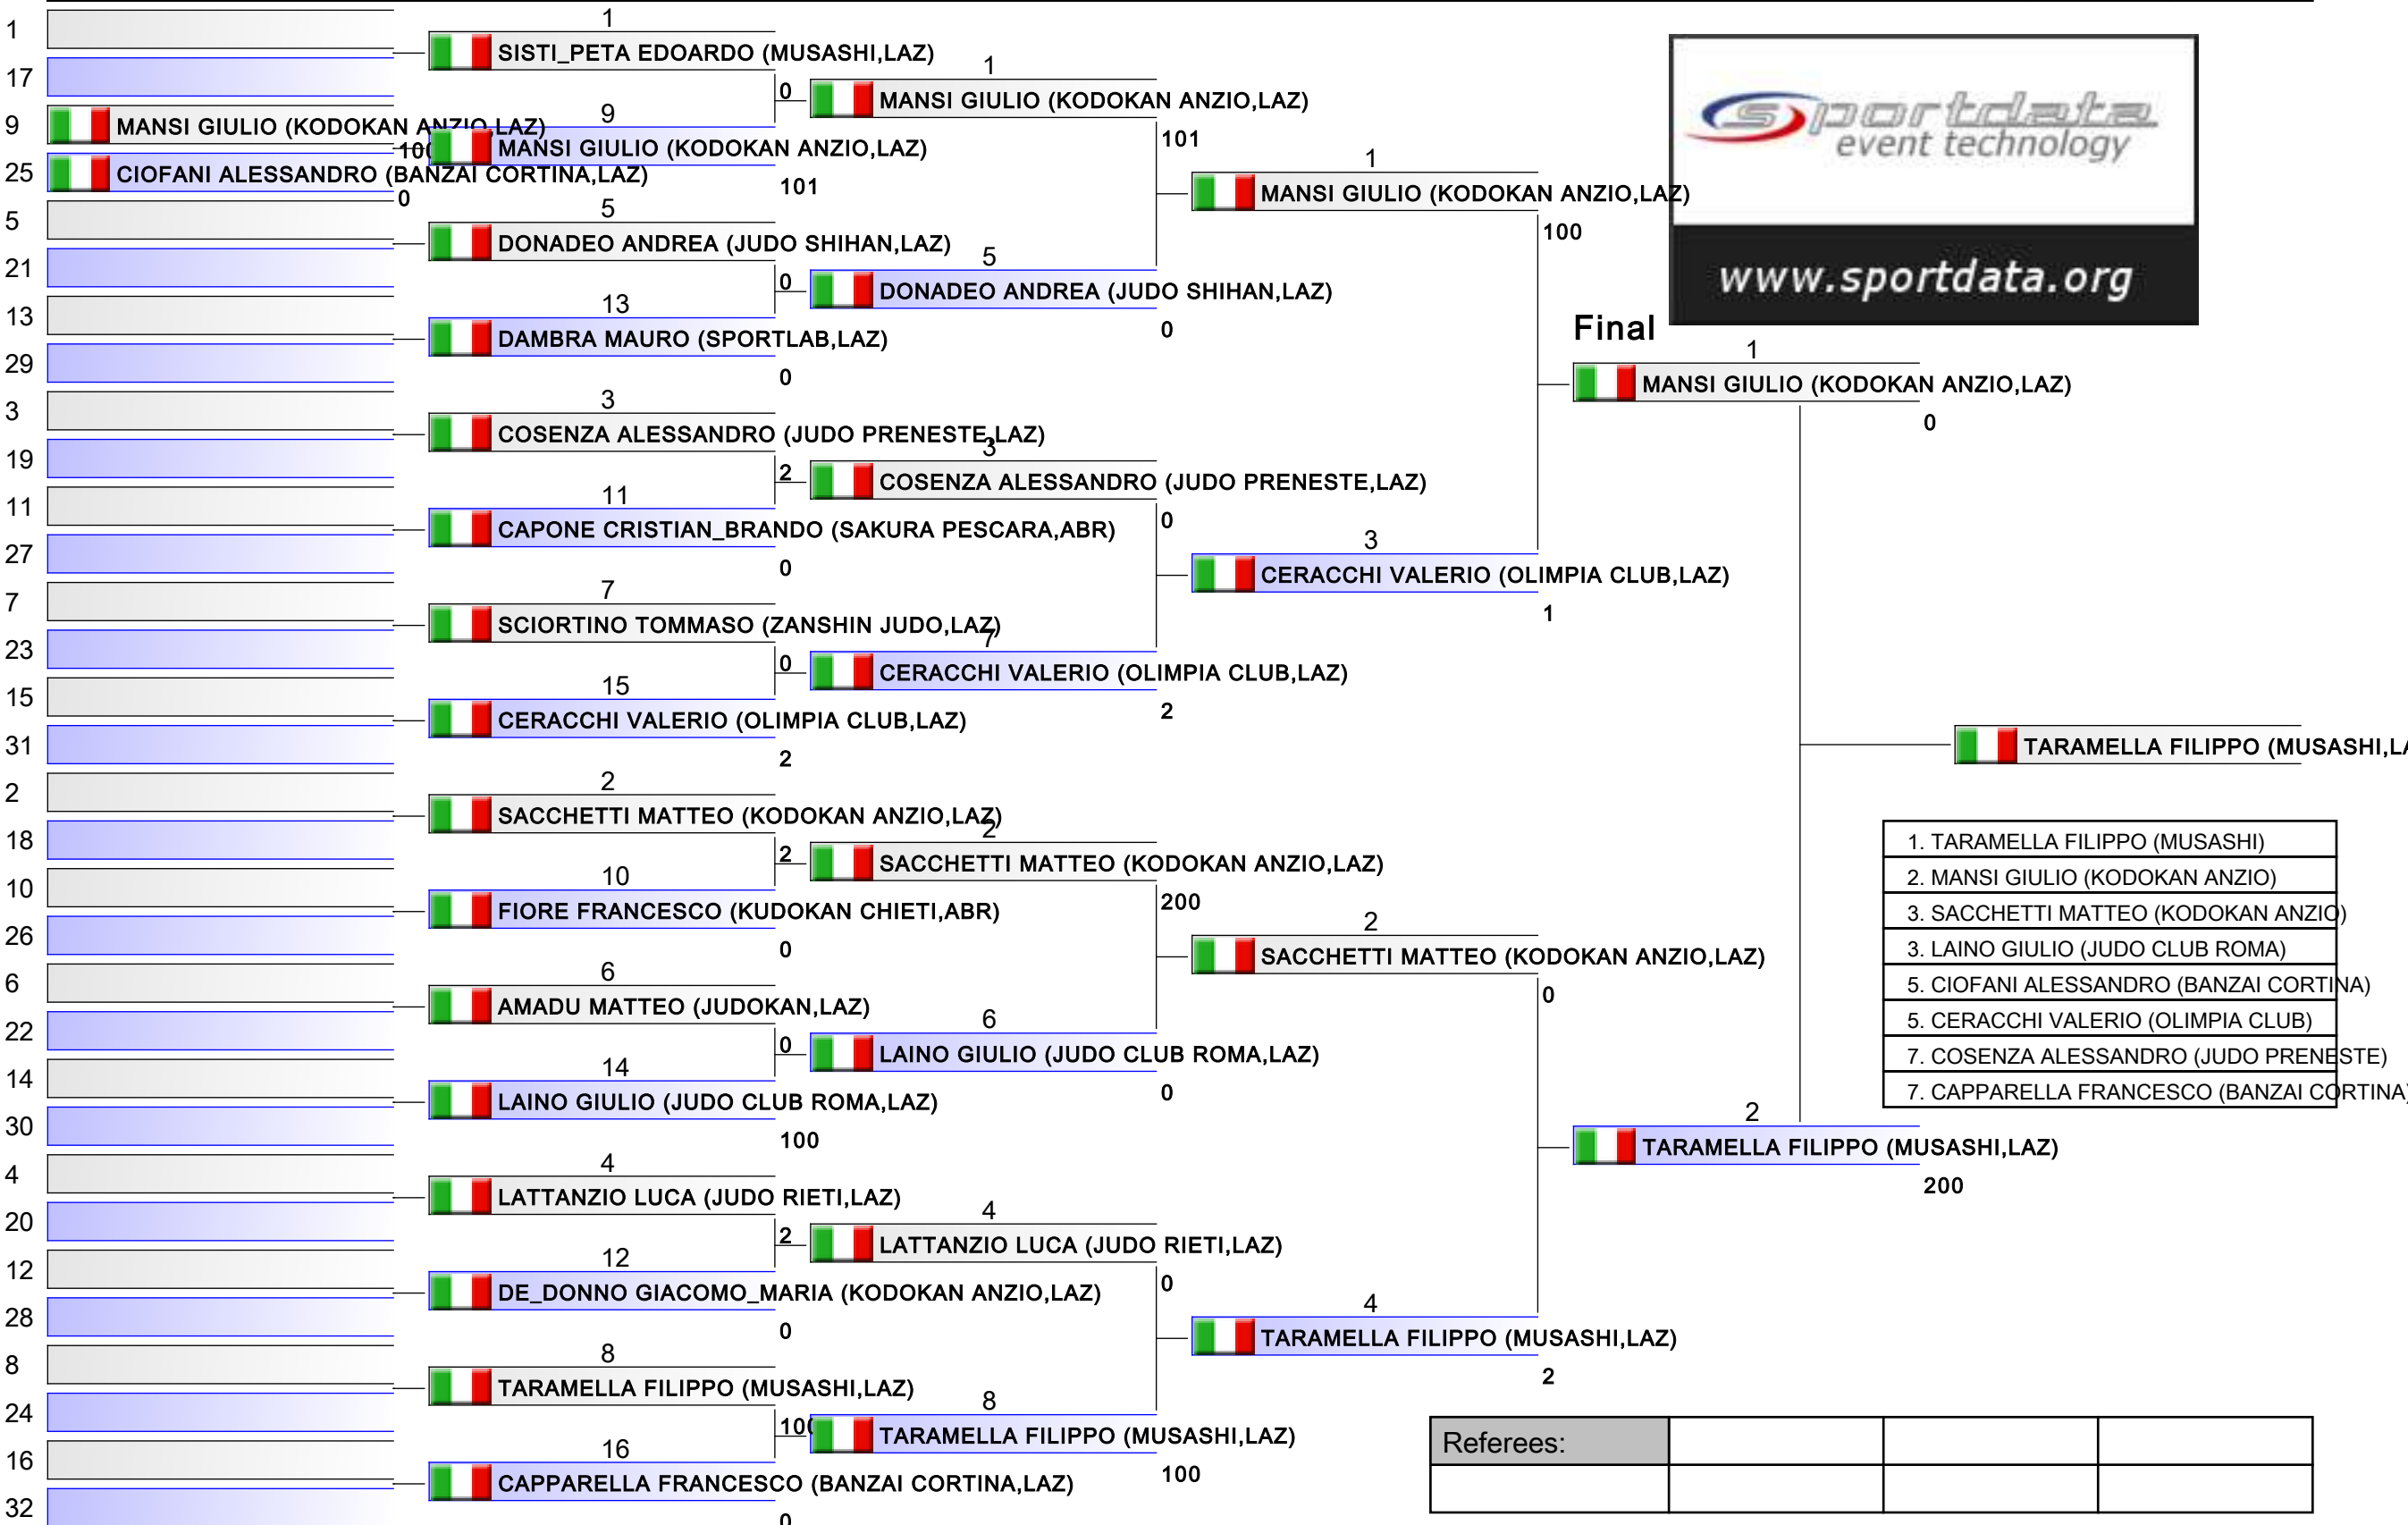 1
17
9 MANSI GIULIO (KODOKAN ANZIO,LAZ)
100
25 CIOFANI ALESSANDRO (BANZAI CORTINA,LAZ)
0
5
21
13
29
3
19
11
27
7
23
15
31
2
18
10
26
6
22
14
30
4
20
12
28
8
24
16
32
1
SISTI_PETA EDOARDO (MUSASHI,LAZ)
0
9
MANSI GIULIO (KODOKAN ANZIO,LAZ)
101
5
DONADEO ANDREA (JUDO SHIHAN,LAZ)
0
13
DAMBRA MAURO (SPORTLAB,LAZ)
0
3
COSENZA ALESSANDRO (JUDO PRENESTE,LAZ)
2
11
CAPONE CRISTIAN_BRANDO (SAKURA PESCARA,ABR)
0
7
SCIORTINO TOMMASO (ZANSHIN JUDO,LAZ)
0
15
CERACCHI VALERIO (OLIMPIA CLUB,LAZ)
2
2
SACCHETTI MATTEO (KODOKAN ANZIO,LAZ)
2
10
FIORE FRANCESCO (KUDOKAN CHIETI,ABR)
0
6
AMADU MATTEO (JUDOKAN,LAZ)
0
14
LAINO GIULIO (JUDO CLUB ROMA,LAZ)
100
4
LATTANZIO LUCA (JUDO RIETI,LAZ)
2
12
DE_DONNO GIACOMO_MARIA (KODOKAN ANZIO,LAZ)
0
8
TARAMELLA FILIPPO (MUSASHI,LAZ)
100
16
CAPPARELLA FRANCESCO (BANZAI CORTINA,LAZ)
0
1
MANSI GIULIO (KODOKAN ANZIO,LAZ)
101
5
DONADEO ANDREA (JUDO SHIHAN,LAZ)
0
3
COSENZA ALESSANDRO (JUDO PRENESTE,LAZ)
0
7
CERACCHI VALERIO (OLIMPIA CLUB,LAZ)
2
2
SACCHETTI MATTEO (KODOKAN ANZIO,LAZ)
200
6
LAINO GIULIO (JUDO CLUB ROMA,LAZ)
0
4
LATTANZIO LUCA (JUDO RIETI,LAZ)
0
8
TARAMELLA FILIPPO (MUSASHI,LAZ)
100
1
MANSI GIULIO (KODOKAN ANZIO,LAZ)
100
3
CERACCHI VALERIO (OLIMPIA CLUB,LAZ)
1
2
SACCHETTI MATTEO (KODOKAN ANZIO,LAZ)
0
4
TARAMELLA FILIPPO (MUSASHI,LAZ)
2
sportdata
event technology
www.sportdata.org
Final
1
MANSI GIULIO (KODOKAN ANZIO,LAZ)
0
2
TARAMELLA FILIPPO (MUSASHI,LAZ)
200
TARAMELLA FILIPPO (MUSASHI,LA
1. TARAMELLA FILIPPO (MUSASHI)
2. MANSI GIULIO (KODOKAN ANZIO)
3. SACCHETTI MATTEO (KODOKAN ANZIO)
3. LAINO GIULIO (JUDO CLUB ROMA)
5. CIOFANI ALESSANDRO (BANZAI CORTINA)
5. CERACCHI VALERIO (OLIMPIA CLUB)
7. COSENZA ALESSANDRO (JUDO PRENESTE)
7. CAPPARELLA FRANCESCO (BANZAI CORTINA)
Referees: